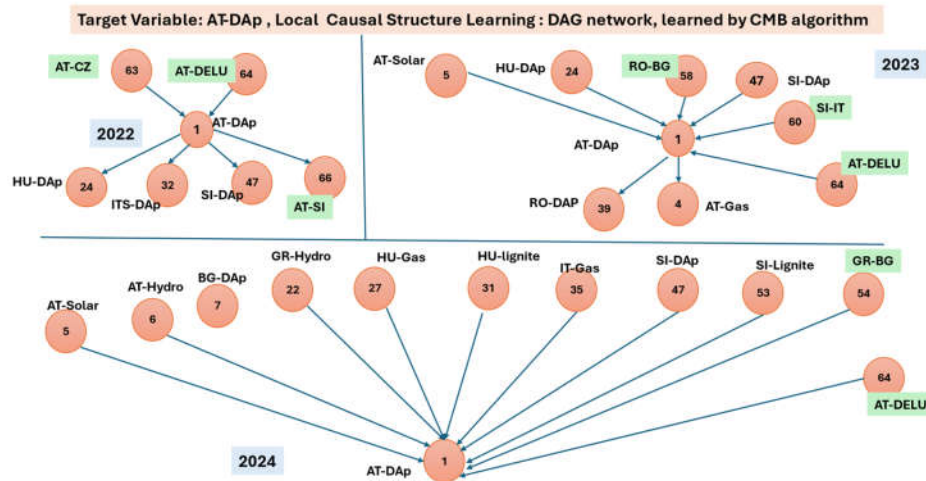 Target Variable: AT-DAp , Local Causal Structure Learning : DAG network, learned by CMB algorithm
AT-CZ
63
AT-DELU
64
2022
1
AT-DAp
HU-DAp
24
ITS-DAp
32
SI-DAp
47
66
AT-SI
AT-Solar
5
HU-DAp
24
RO-BG
58
47
SI-DAp
2023
SI-IT
60
AT-DAp
1
AT-DELU
64
RO-DAP
39
4
AT-Gas
AT-Solar
5
AT-Hydro
6
BG-DAp
7
GR-Hydro
22
HU-Gas
27
HU-lignite
31
IT-Gas
35
SI-DAp
47
SI-Lignite
53
GR-BG
54
64
AT-DELU
2024
AT-DAp
1